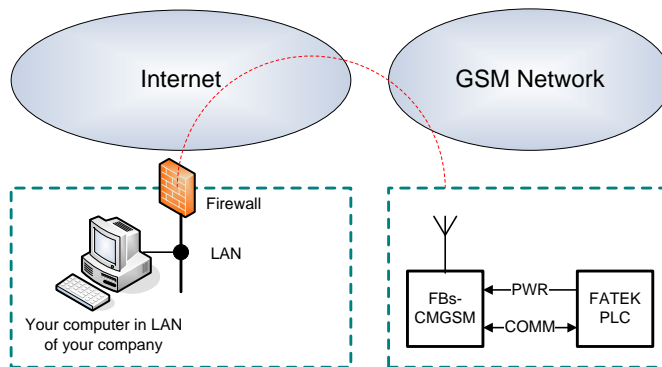 Internet
GSM Network
Firewall
LAN
Your computer in LAN
of your company
FBs-
CMGSM
PWR
COMM
FATEK
PLC